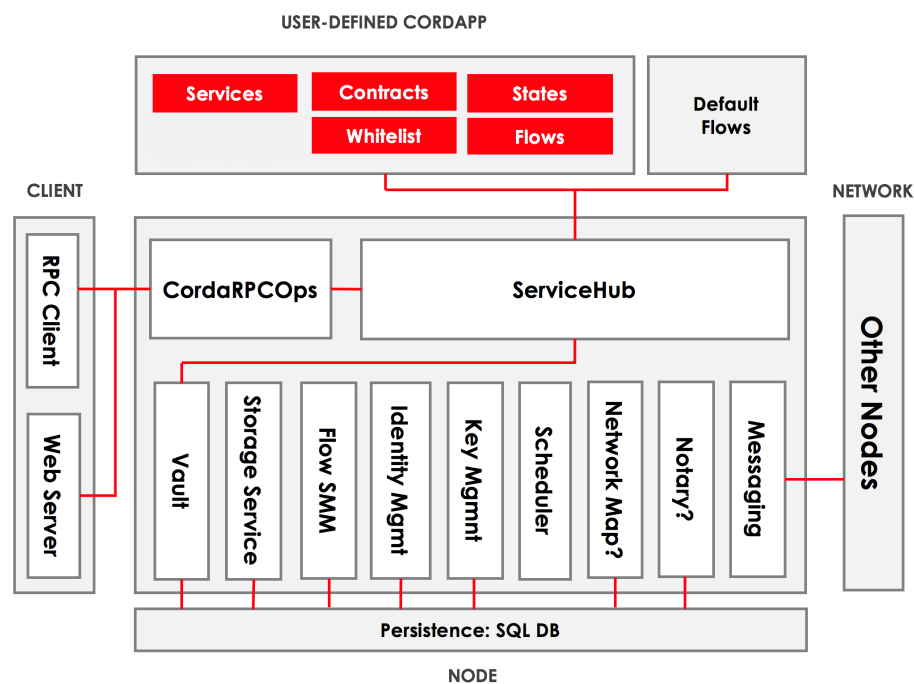 USER-DEFINED CORDAPP
Services
Contracts
States
Whitelist
Flows
Default
Flows
CLIENT
NETWORK
RPC Client
Web Server
CordaRPCOps
ServiceHub
Vault
Storage Service
Flow SMM
Identity Mgmt
Key Mgmnt
Scheduler
Network Map?
Notary?
Messaging
Other Nodes
Persistence: SQL DB
NODE